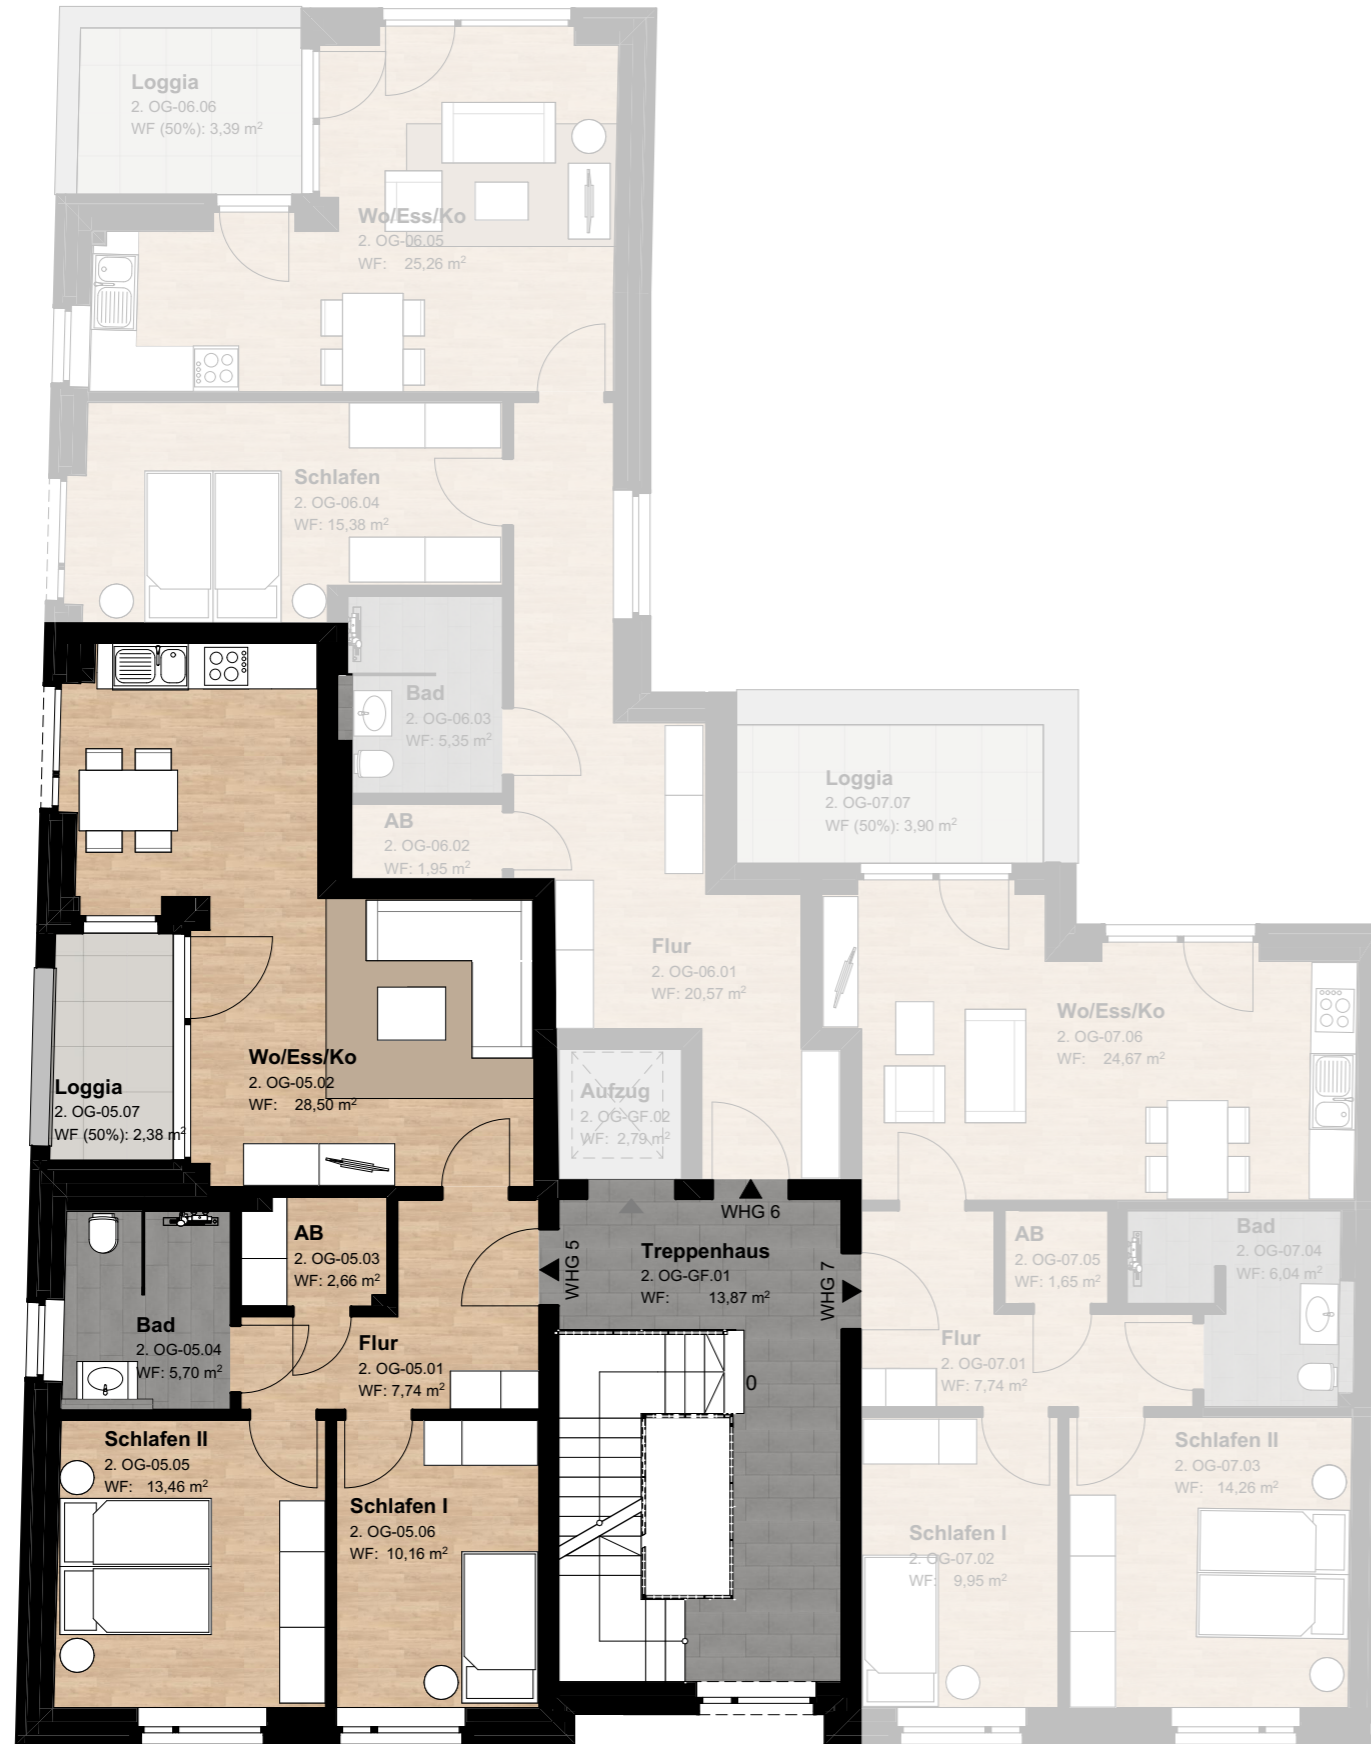 Loggia
2. OG-06.06
WF (50%): 3,39 m²
Wo/Ess/Ko
2. OG-06.05
WF: 25,26 m²
Schlafen
2. OG-06.04
WF: 15,38 m²
Bad
2. OG-06.03
WF: 5,35 m²
AB
2. OG-06.02
WF: 1,95 m²
Loggia
2. OG-07.07
WF (50%): 3,90 m²
Flur
2. OG-06.01
WF: 20,57 m²
Wo/Ess/Ko
2. OG-07.06
WF: 24,67 m²
Wo/Ess/Ko
2. OG-05.02
WF: 28,50 m²
Loggia
2. OG-05.07
WF (50%): 2,38 m²
Aufzug
2. OG-GF.02
WF: 2,79 m²
WHG 6
WHG 5
WHG 7
Treppenhaus
2. OG-GF.01
WF: 13,87 m²
0
AB
2. OG-05.03
WF: 2,66 m²
Bad
2. OG-05.04
WF: 5,70 m²
Flur
2. OG-05.01
WF: 7,74 m²
AB
2. OG-07.05
WF: 1,65 m²
Bad
2. OG-07.04
WF: 6,04 m²
Flur
2. OG-07.01
WF: 7,74 m²
Schlafen II
2. OG-05.05
WF: 13,46 m²
Schlafen I
2. OG-05.06
WF: 10,16 m²
Schlafen I
2. OG-07.02
WF: 9,95 m²
Schlafen II
2. OG-07.03
WF: 14,26 m²